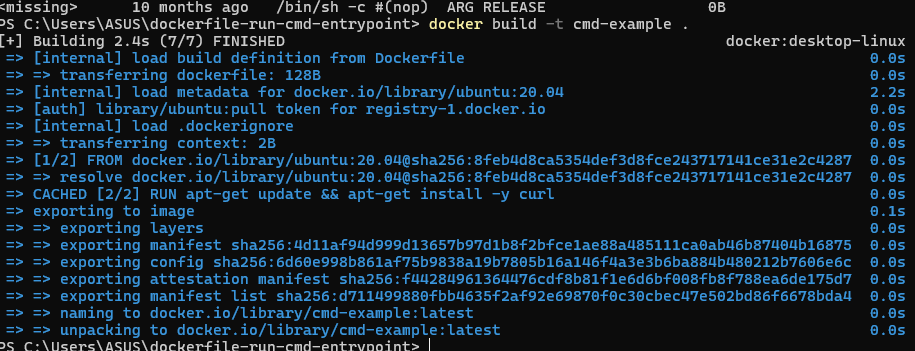 <missing>      10 months ago   /bin/sh -c #(nop)  ARG RELEASE                    0B
PS C:\Users\ASUS\dockerfile-run-cmd-entrypoint> docker build -t cmd-example .
[+] Building 2.4s (7/7) FINISHED                                                      docker:desktop-linux
 => [internal] load build definition from Dockerfile                                                  0.0s
 => => transferring dockerfile: 128B                                                                  0.0s
 => [internal] load metadata for docker.io/library/ubuntu:20.04                                       2.2s
 => [auth] library/ubuntu:pull token for registry-1.docker.io                                         0.0s
 => [internal] load .dockerignore                                                                     0.0s
 => => transferring context: 2B                                                                       0.0s
 => [1/2] FROM docker.io/library/ubuntu:20.04@sha256:8feb4d8ca5354def3d8fce243717141ce31e2c4287  0.0s
 => => resolve docker.io/library/ubuntu:20.04@sha256:8feb4d8ca5354def3d8fce243717141ce31e2c4287  0.0s
 => CACHED [2/2] RUN apt-get update && apt-get install -y curl                                        0.0s
 => exporting to image                                                                                0.1s
 => => exporting layers                                                                               0.0s
 => => exporting manifest sha256:4d11af94d999d13657b97d1b8f2bfce1ae88a485111ca0ab46b87404b16875  0.0s
 => => exporting config sha256:6d60e998b861af75b9838a19b7805b16a146f4a3e3b6ba884b480212b7606e6c  0.0s
 => => exporting attestation manifest sha256:f44284961364476cdf8b81f1e6d6bf008fb8f788ea6de175d7  0.0s
 => => exporting manifest list sha256:d711499880fbb4635f2af92e69870f0c30cbec47e502bd86f6678bda4  0.0s
 => => naming to docker.io/library/cmd-example:latest                                                 0.0s
 => => unpacking to docker.io/library/cmd-example:latest                                              0.0s
PS C:\Users\ASUS\dockerfile-run-cmd-entrypoint>